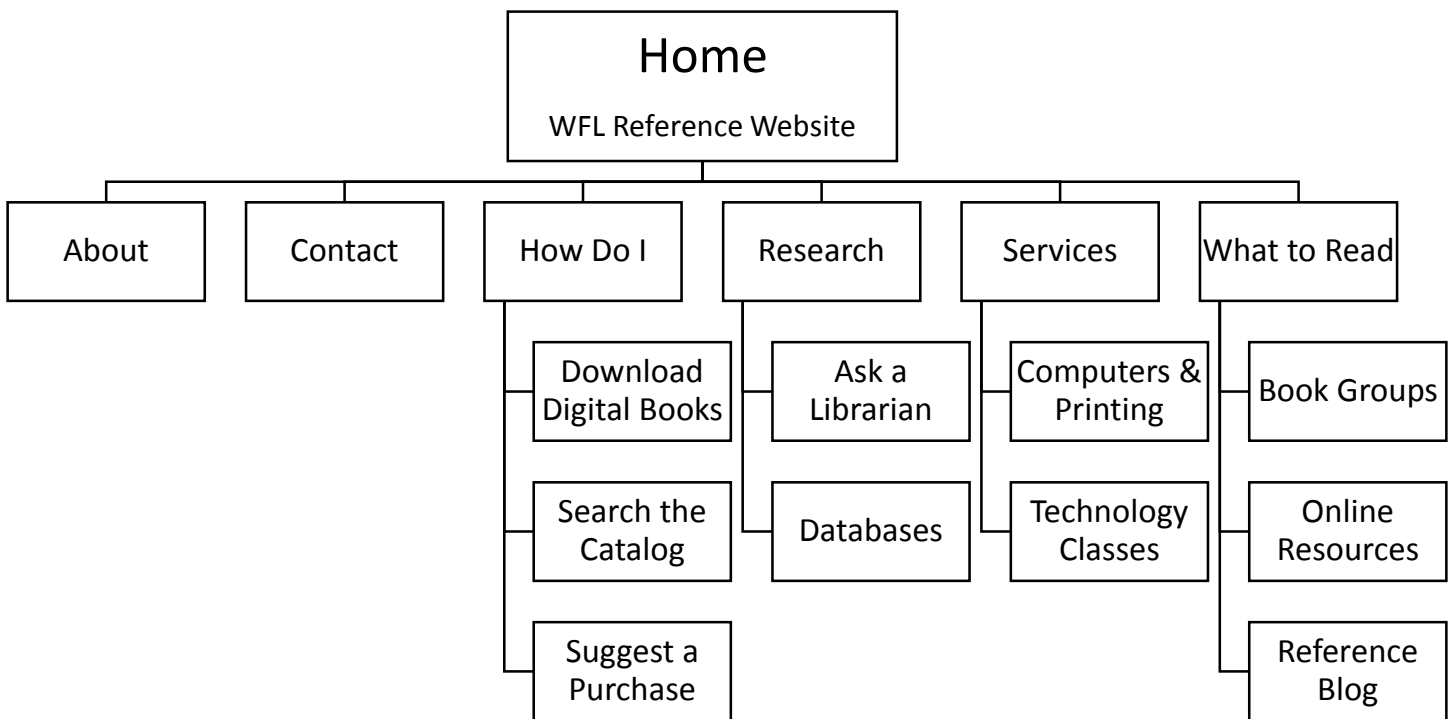 Home
WFL Reference Website
About
Contact
How Do I
Research
Services
What to Read
Download
Digital Books
Search the
Catalog
Suggest a
Purchase
Ask a
Librarian
Databases
Computers &
Printing
Technology
Classes
Book Groups
Online
Resources
Reference
Blog